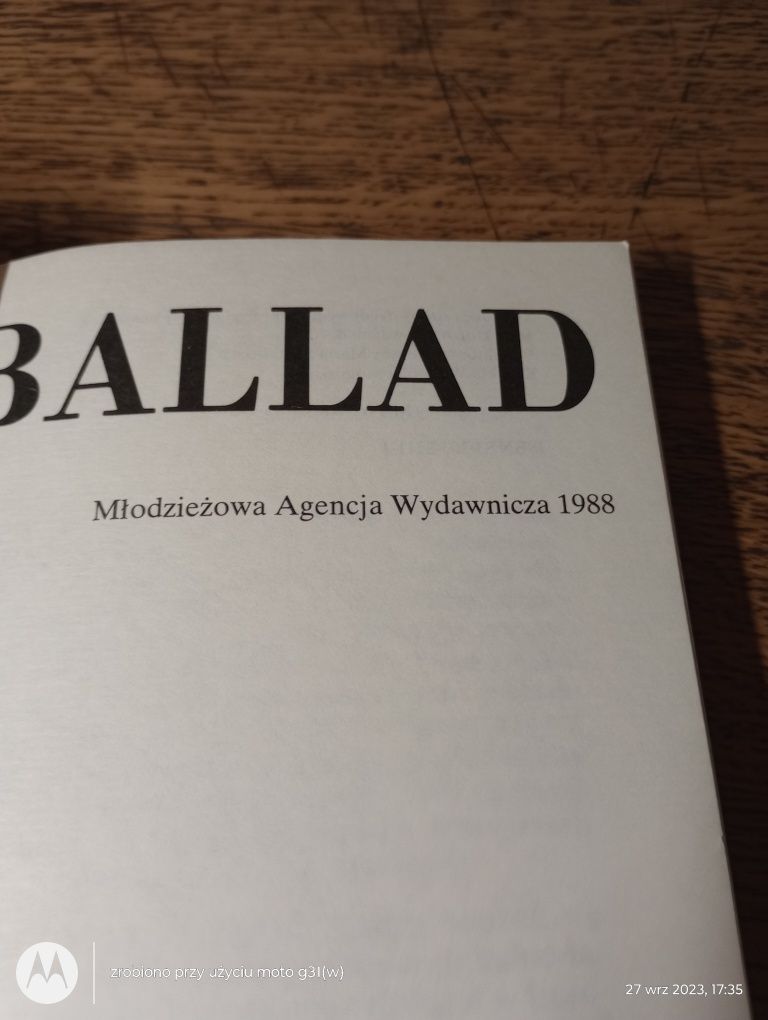 BALLAD
Młodzieżowa Agencja Wydawnicza 1988
zrobiono przy użyciu moto g31(w)
27 wrz 2023, 17:35